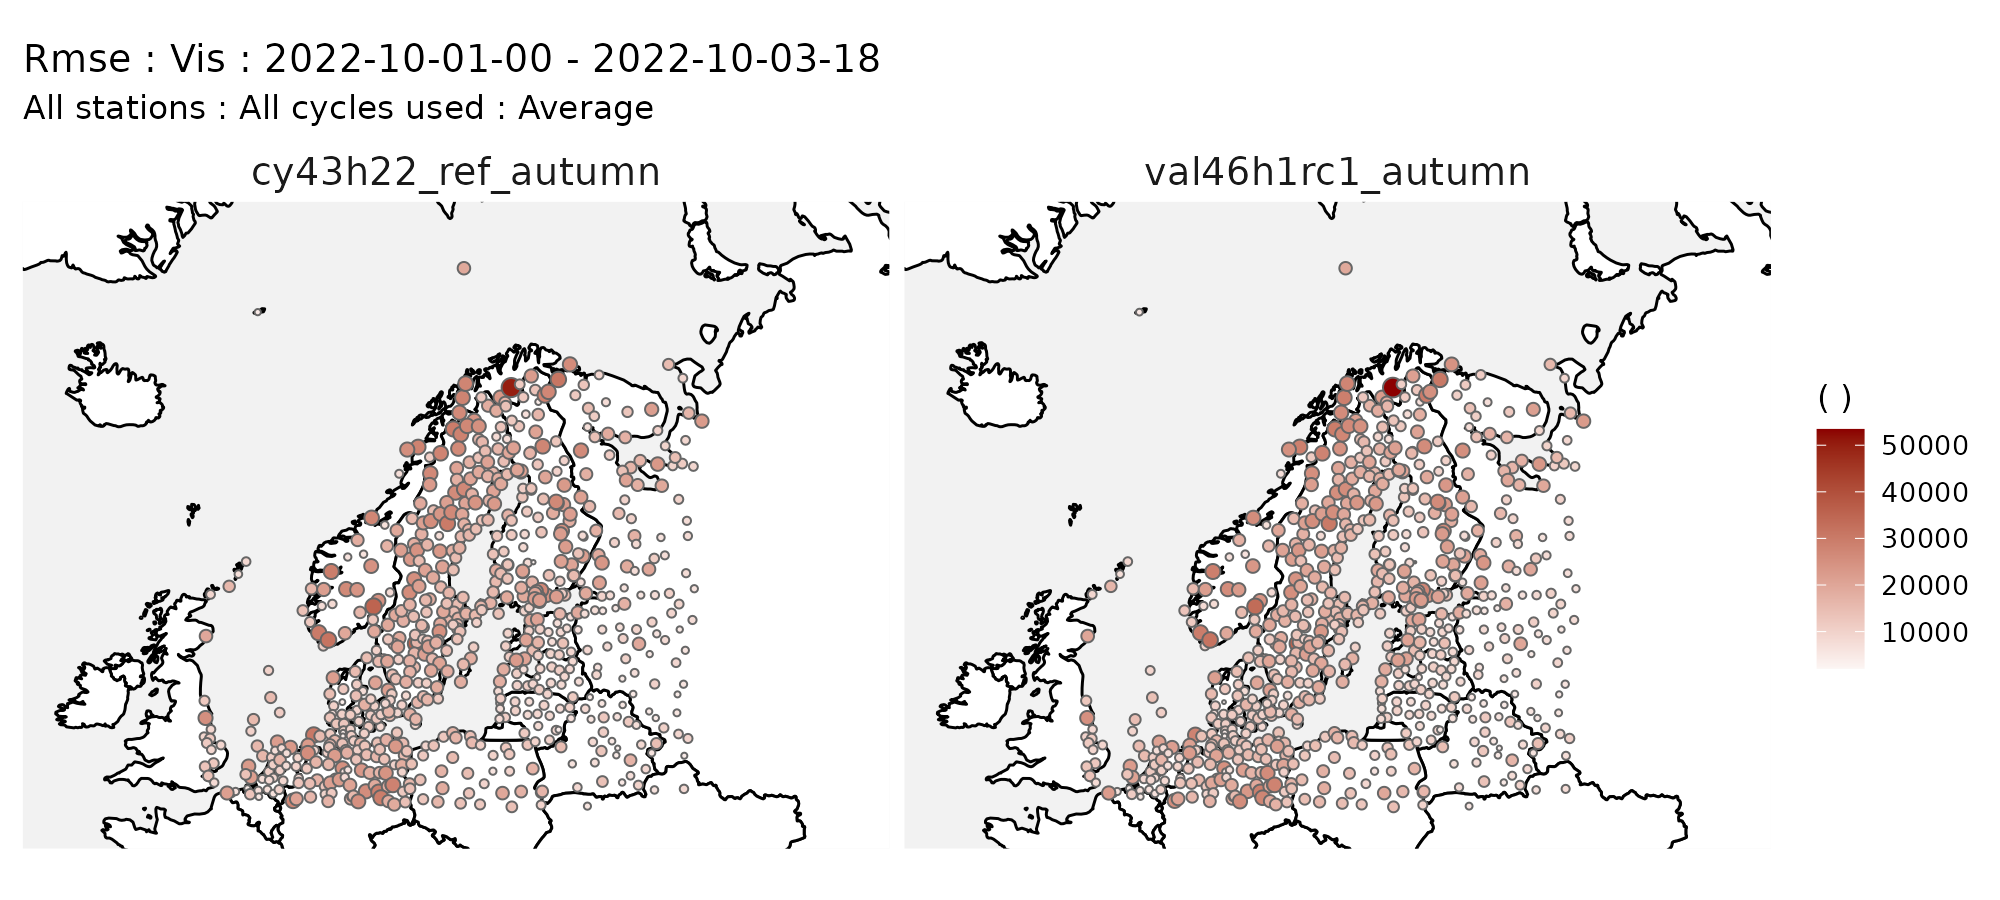 Rmse : Vis : 2022-10-01-00 - 2022-10-03-18
All stations : All cycles used : Average
cy43h22_ref_autumn
val46h1rc1_autumn
( )
50000
40000
30000
20000
10000